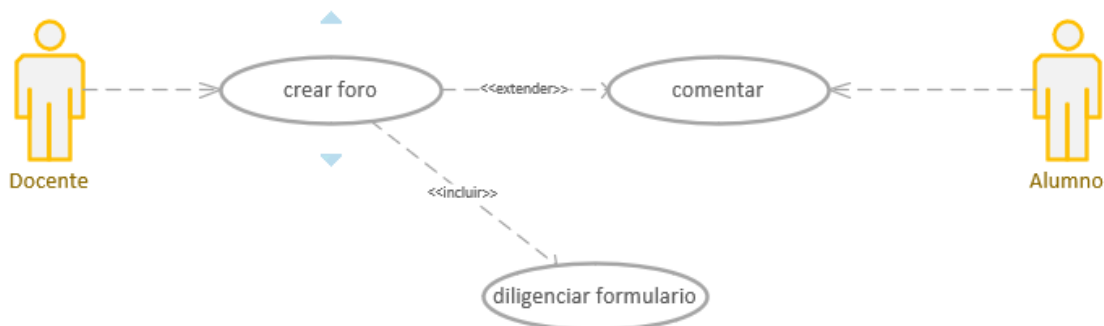 crear foro
<<extender>>
comentar
Docente
<<incluir>>
Alumno
diligenciar formulario